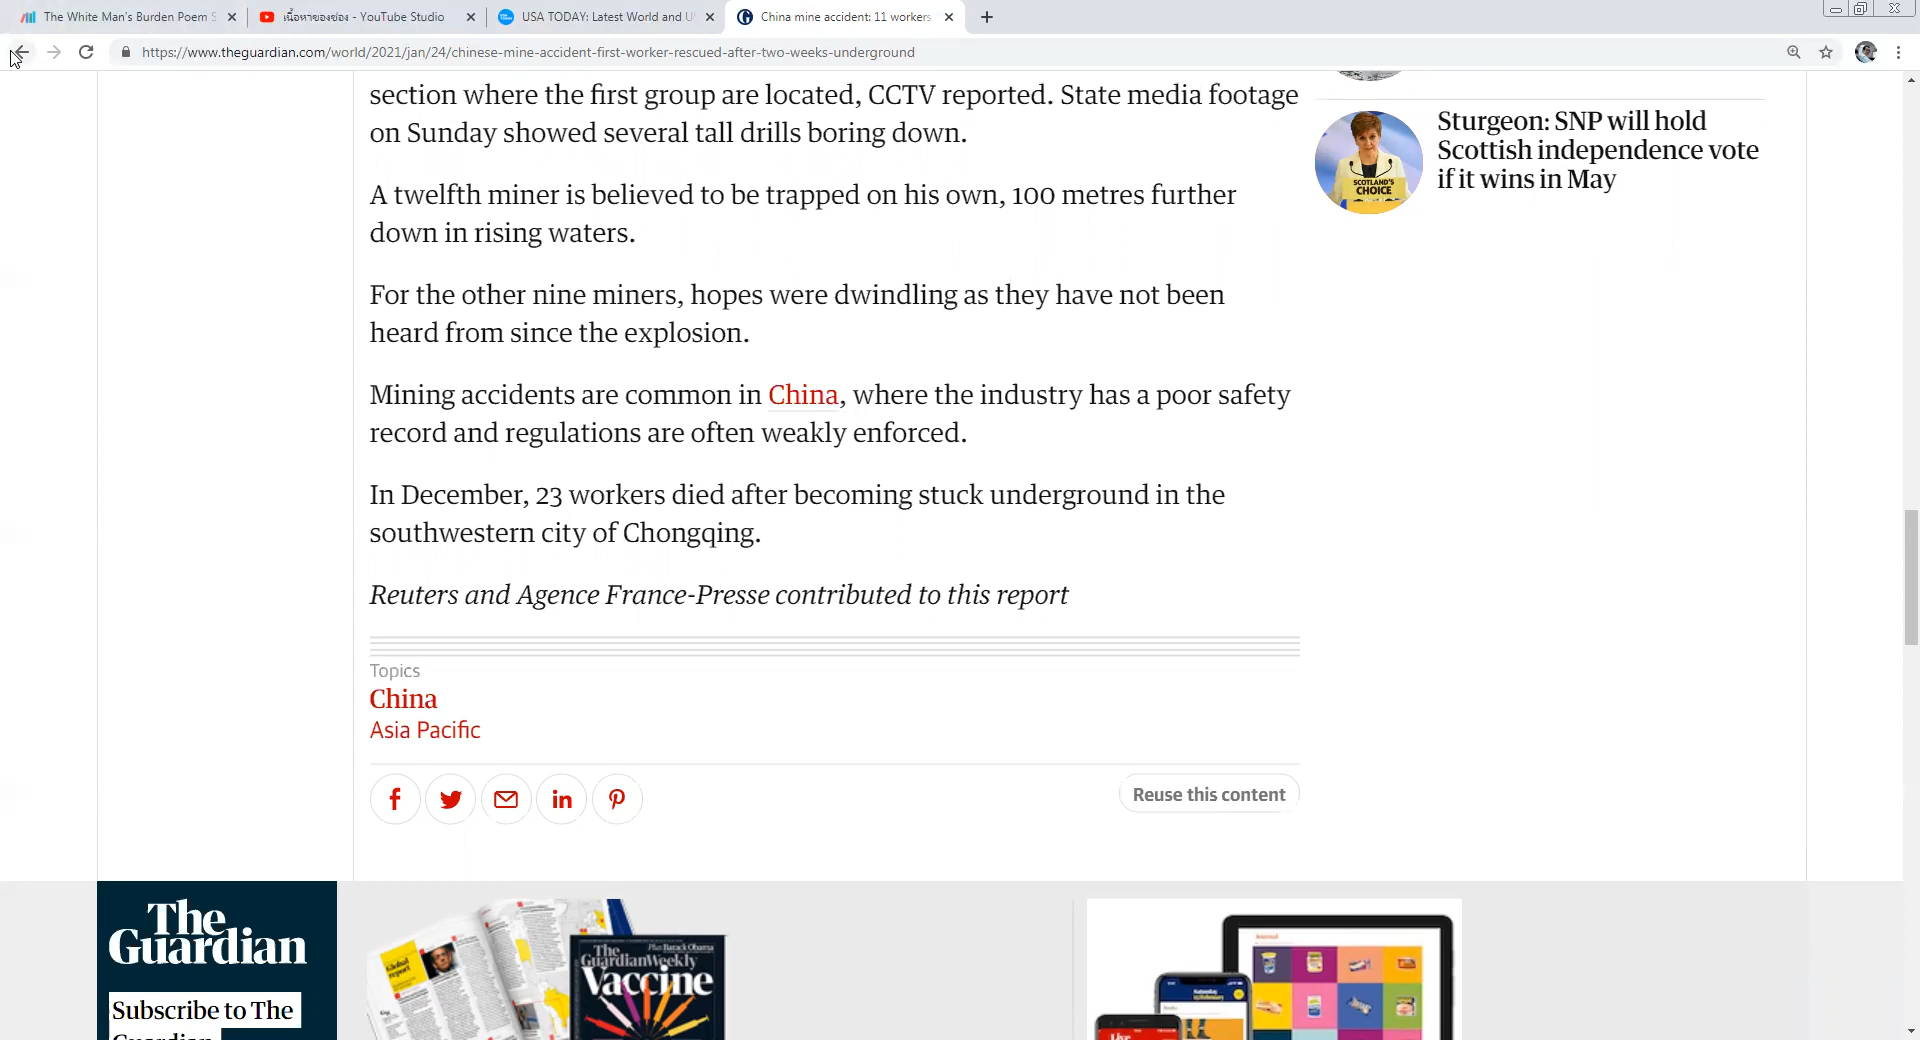 The White Man's Burden Poem S
เนื้อหาของช่อง - YouTube Studio
USA TODAY: Latest World and U
China mine accident: 11 workers
https://www.theguardian.com/world/2021/jan/24/chinese-mine-accident-first-worker-rescued-after-two-weeks-underground
section where the first group are located, CCTV reported. State media footage
on Sunday showed several tall drills boring down.
A twelfth miner is believed to be trapped on his own, 100 metres further
down in rising waters.
For the other nine miners, hopes were dwindling as they have not been
heard from since the explosion.
Mining accidents are common in China, where the industry has a poor safety
record and regulations are often weakly enforced.
In December, 23 workers died after becoming stuck underground in the
southwestern city of Chongqing.
Reuters and Agence France-Presse contributed to this report
Topics
China
Asia Pacific
Reuse this content
SCOTLAND'S
CHOICE
Sturgeon: SNP will hold
Scottish independence vote
if it wins in May
The
Guardian
Subscribe to The
Guardian
Global
report
Plus Barack Obama
The
GuardianWeekly
Vaccine
Journal
Live